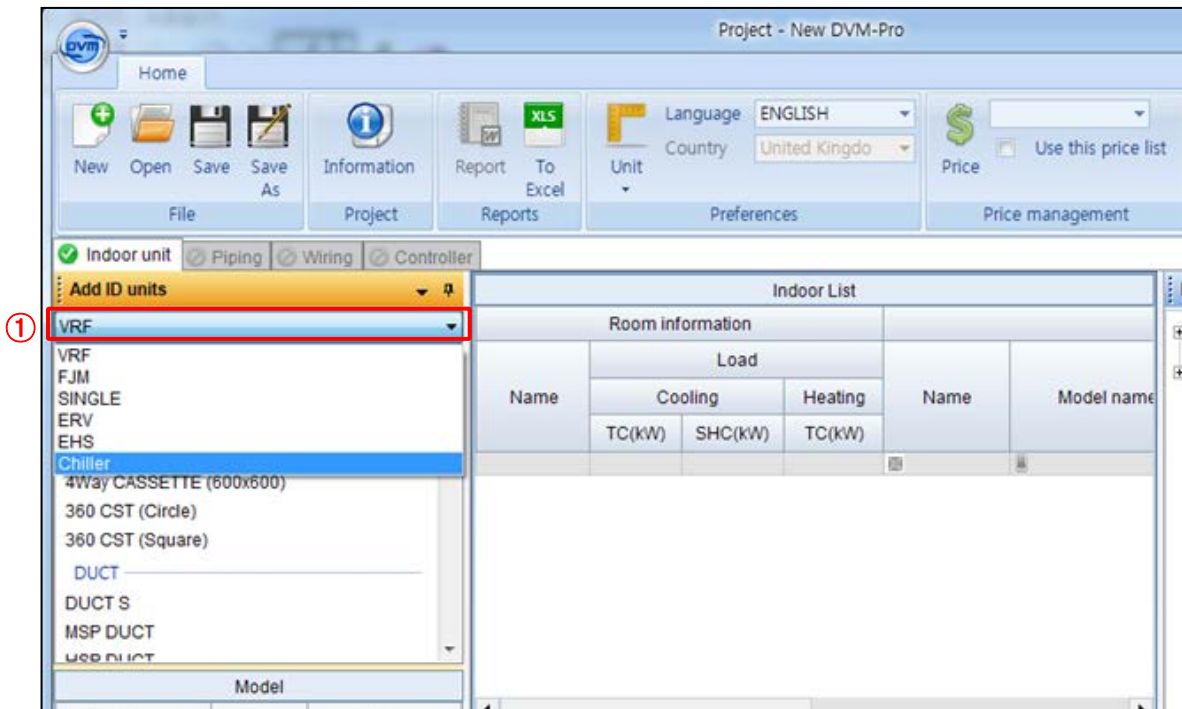 Project - New DVM-Pro
DVM
Home
New Open Save Save As
Information
Report To Excel
XLS
W
Unit
Language ENGLISH
Country United Kingdo
Price
Use this price list
File Project Reports Preferences Price management
Indoor unit Piping Wiring Controller
Add ID units
Indoor List
①
VRF
Room information
VRF
FJM
SINGLE
ERV
EHS
Chiller
Load
Name Cooling Heating Name Model name
TC(kW) SHC(kW) TC(kW)
4Way CASSETTE (600x600)
360 CST (Circle)
360 CST (Square)
DUCT
DUCT S
MSP DUCT
HSP DUCT
Model